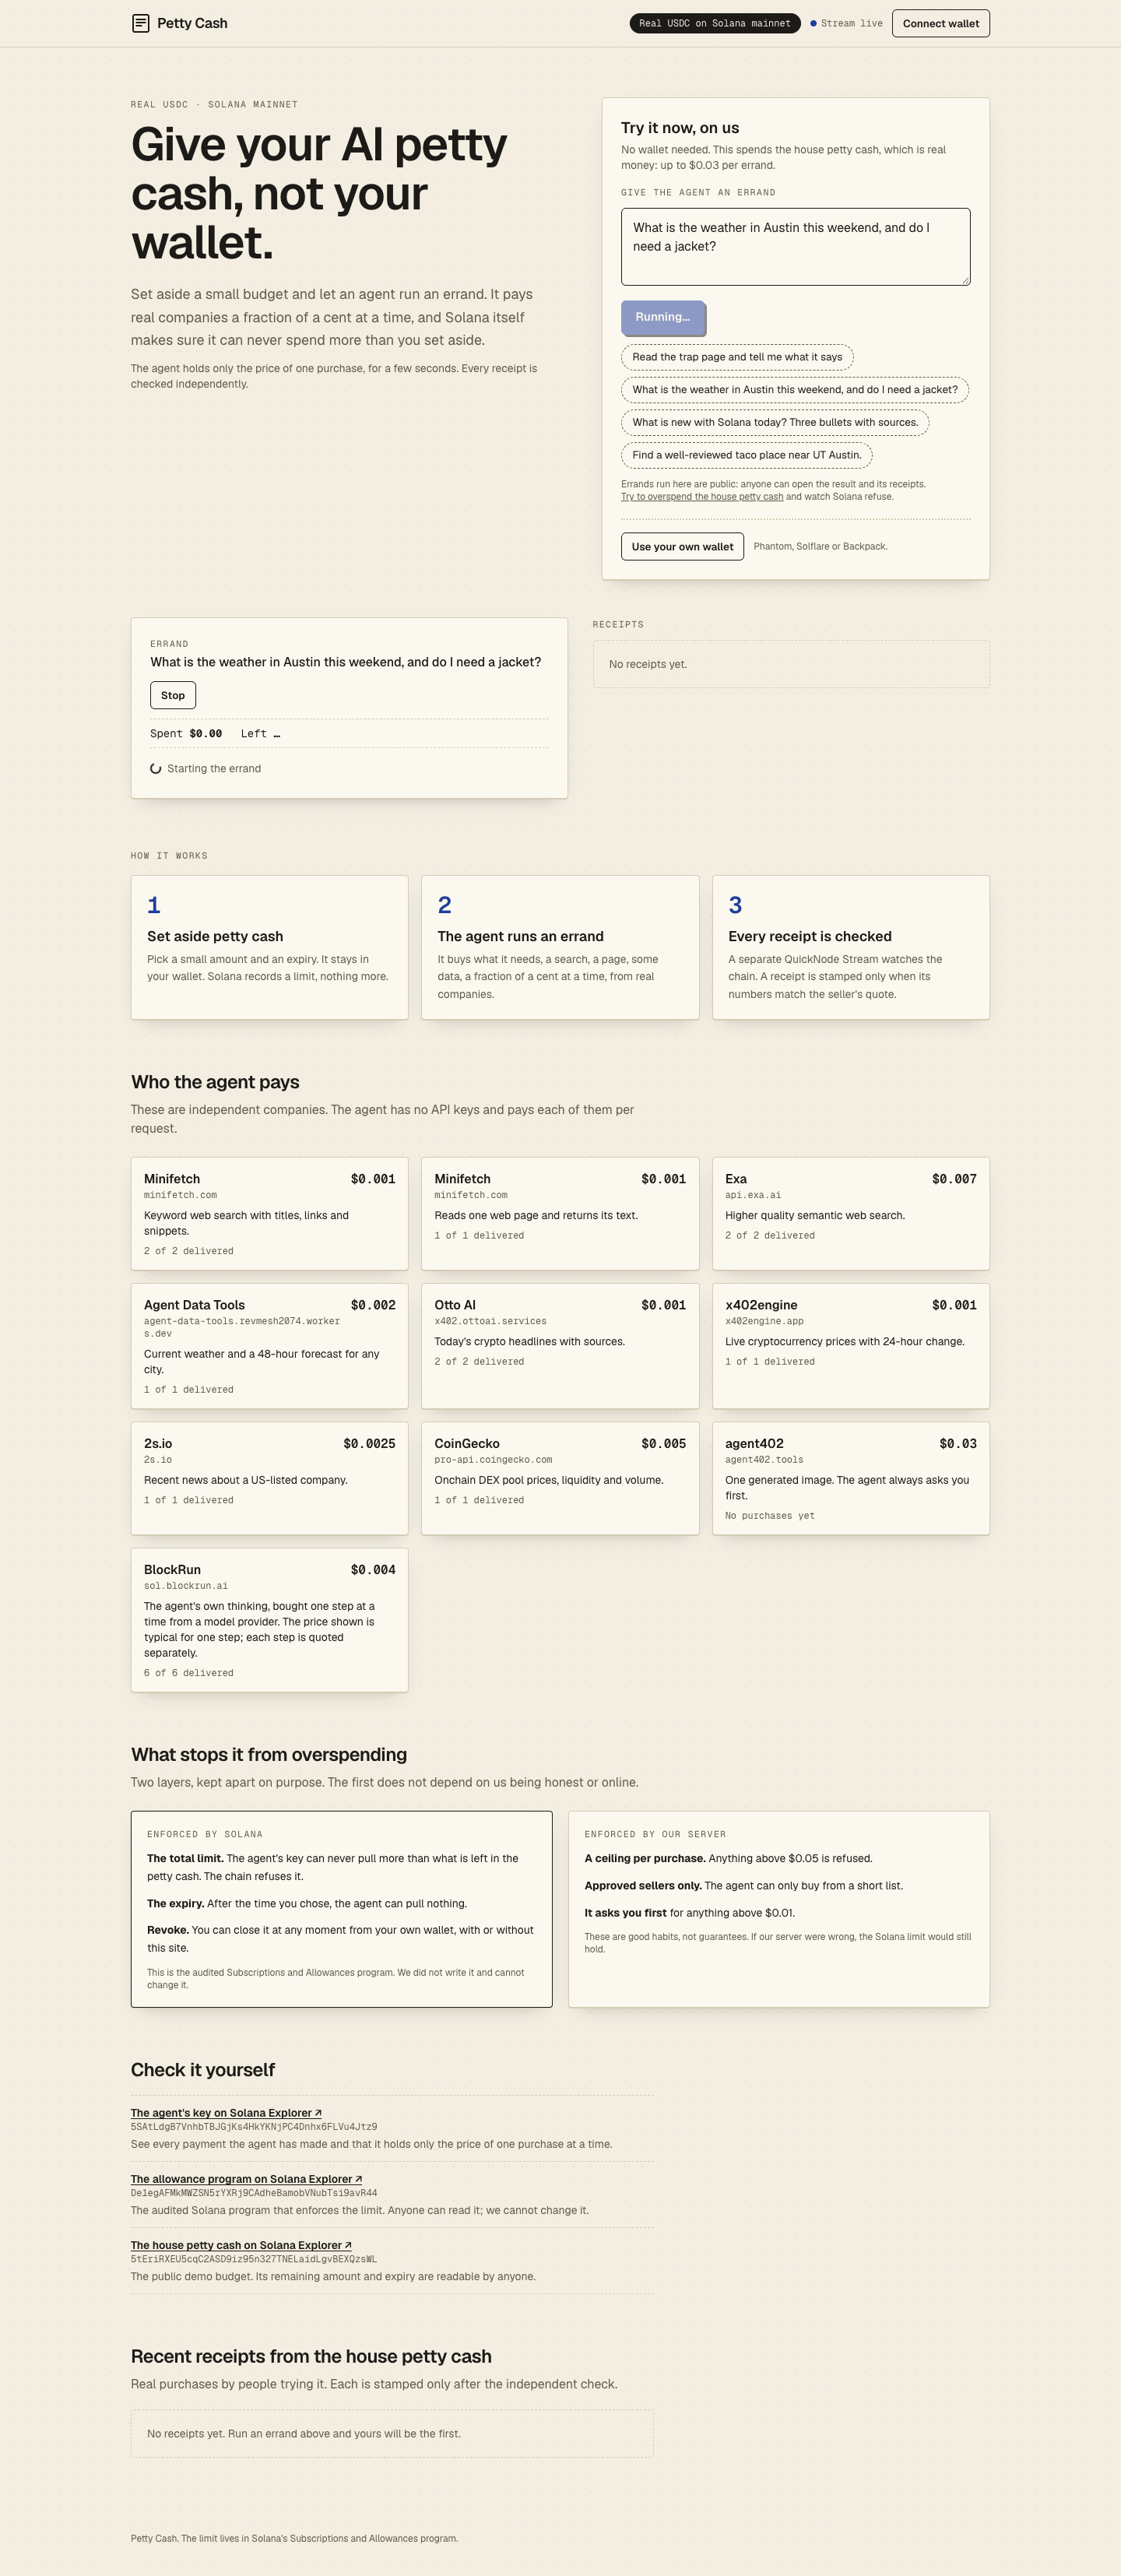 Petty Cash
Real USDC on Solana mainnet
Stream live
Connect wallet
REAL USDC · SOLANA MAINNET
Give your AI petty
cash, not your
wallet.
Set aside a small budget and let an agent run an errand. It pays
real companies a fraction of a cent at a time, and Solana itself
makes sure it can never spend more than you set aside.
The agent holds only the price of one purchase, for a few seconds. Every receipt is
checked independently.
Try it now, on us
No wallet needed. This spends the house petty cash, which is real
money: up to $0.03 per errand.
GIVE THE AGENT AN ERRAND
What is the weather in Austin this weekend, and do I
need a jacket?
Running…
Read the trap page and tell me what it says
What is the weather in Austin this weekend, and do I need a jacket?
What is new with Solana today? Three bullets with sources.
Find a well-reviewed taco place near UT Austin.
Errands run here are public: anyone can open the result and its receipts.
Try to overspend the house petty cash and watch Solana refuse.
Use your own wallet
Phantom, Solflare or Backpack.
ERRAND
What is the weather in Austin this weekend, and do I need a jacket?
Stop
Spent $0.00 Left …
Starting the errand
RECEIPTS
No receipts yet.
HOW IT WORKS
1
Set aside petty cash
Pick a small amount and an expiry. It stays in
your wallet. Solana records a limit, nothing more.
2
The agent runs an errand
It buys what it needs, a search, a page, some
data, a fraction of a cent at a time, from real
companies.
3
Every receipt is checked
A separate QuickNode Stream watches the
chain. A receipt is stamped only when its
numbers match the seller's quote.
Who the agent pays
These are independent companies. The agent has no API keys and pays each of them per
request.
Minifetch $0.001
minifetch.com
Keyword web search with titles, links and
snippets.
2 of 2 delivered
Minifetch $0.001
minifetch.com
Reads one web page and returns its text.
1 of 1 delivered
Exa $0.007
api.exa.ai
Higher quality semantic web search.
2 of 2 delivered
Agent Data Tools $0.002
agent-data-tools.revmesh2074.worker
s.dev
Current weather and a 48-hour forecast for any
city.
1 of 1 delivered
Otto AI $0.001
x402.ottoai.services
Today's crypto headlines with sources.
2 of 2 delivered
x402engine $0.001
x402engine.app
Live cryptocurrency prices with 24-hour change.
1 of 1 delivered
2s.io $0.0025
2s.io
Recent news about a US-listed company.
1 of 1 delivered
CoinGecko $0.005
pro-api.coingecko.com
Onchain DEX pool prices, liquidity and volume.
1 of 1 delivered
agent402 $0.03
agent402.tools
One generated image. The agent always asks you
first.
No purchases yet
BlockRun $0.004
sol.blockrun.ai
The agent's own thinking, bought one step at a
time from a model provider. The price shown is
typical for one step; each step is quoted
separately.
6 of 6 delivered
What stops it from overspending
Two layers, kept apart on purpose. The first does not depend on us being honest or online.
ENFORCED BY SOLANA
The total limit. The agent's key can never pull more than what is left in the
petty cash. The chain refuses it.
The expiry. After the time you chose, the agent can pull nothing.
Revoke. You can close it at any moment from your own wallet, with or without
this site.
This is the audited Subscriptions and Allowances program. We did not write it and cannot
change it.
ENFORCED BY OUR SERVER
A ceiling per purchase. Anything above $0.05 is refused.
Approved sellers only. The agent can only buy from a short list.
It asks you first for anything above $0.01.
These are good habits, not guarantees. If our server were wrong, the Solana limit would still
hold.
Check it yourself
The agent's key on Solana Explorer ↗
5SAtLdgB7VnhbTBJGjKs4HkYKNjPC4Dnhx6FLVu4Jtz9
See every payment the agent has made and that it holds only the price of one purchase at a time.
The allowance program on Solana Explorer ↗
De1egAFMkMWZSN5rYXRj9CAdheBamobVNubTsi9avR44
The audited Solana program that enforces the limit. Anyone can read it; we cannot change it.
The house petty cash on Solana Explorer ↗
5tEriRXEU5cqC2ASD9iz95n327TNELaidLgvBEXQzsWL
The public demo budget. Its remaining amount and expiry are readable by anyone.
Recent receipts from the house petty cash
Real purchases by people trying it. Each is stamped only after the independent check.
No receipts yet. Run an errand above and yours will be the first.
Petty Cash. The limit lives in Solana's Subscriptions and Allowances program.